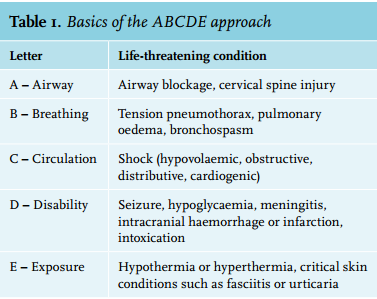 Table 1. Basics of the ABCDE approach
Letter Life-threatening condition
A – Airway Airway blockage, cervical spine injury
B – Breathing Tension pneumothorax, pulmonary
oedema, bronchospasm
C – Circulation Shock (hypovolaemic, obstructive,
distributive, cardiogenic)
D – Disability Seizure, hypoglycaemia, meningitis,
intracranial haemorrhage or infarction,
intoxication
E – Exposure Hypothermia or hyperthermia, critical skin
conditions such as fasciitis or urticaria